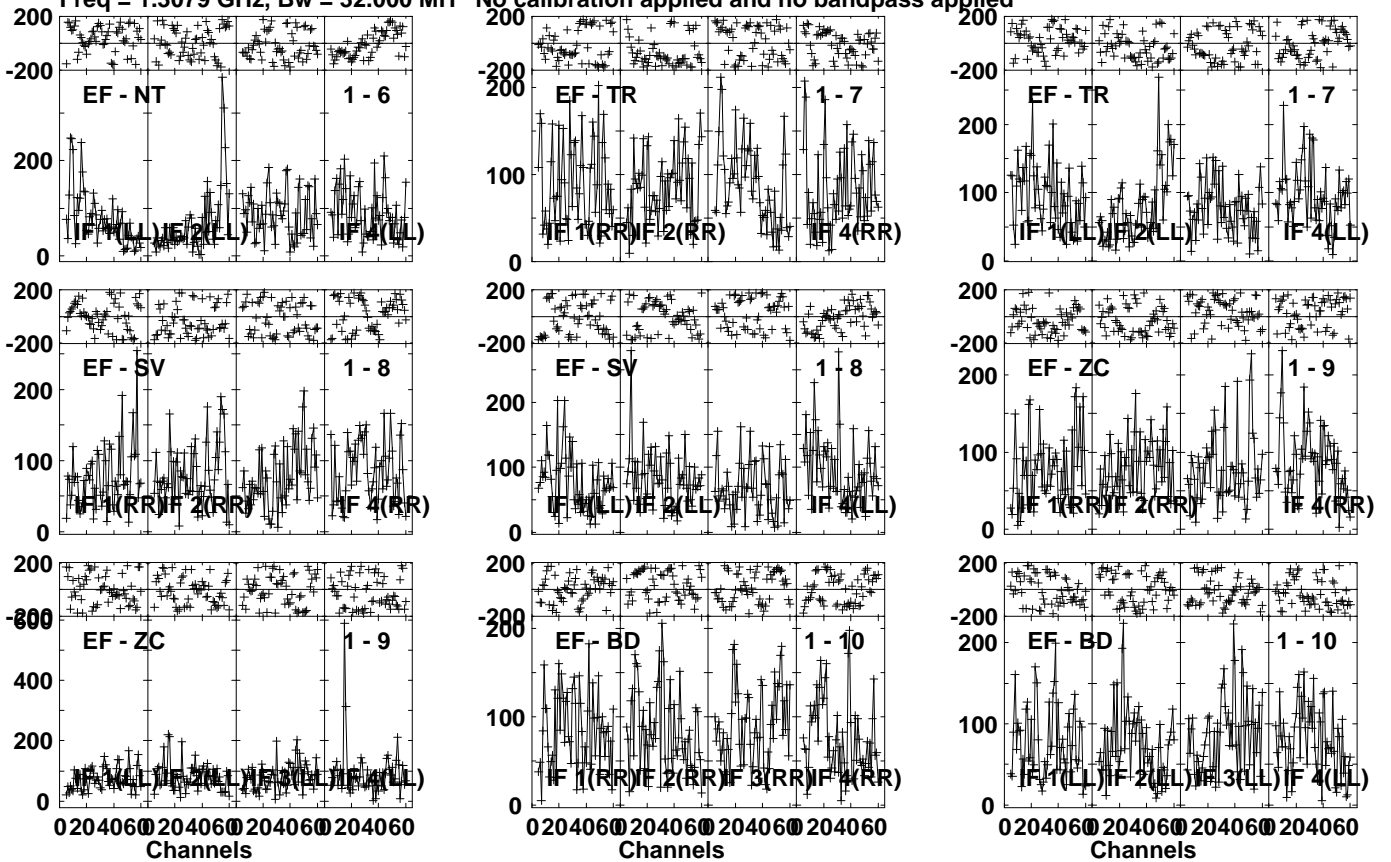 Freq = 1.3079 GHz, Bw = 32.000 MH No calibration applied and no bandpass applied
200 200 200
-200 -200 -200
EF - NT 1 - 6 EF - TR 1 - 7 EF - TR 1 - 7
200 200
200 100 100
IF 1(LL) IF 2(LL) IF 4(LL) IF 1(RR) IF 2(RR) IF 4(RR) IF 1(LL) IF 2(LL) IF 4(LL)
0 0 0
200 200 200
-200 -200 -200
EF - SV 1 - 8 EF - SV 1 - 8 EF - ZC 1 - 9
200 200 200
100 100 100
IF 1(RR) IF 2(RR) IF 4(RR) IF 1(LL) IF 2(LL) IF 4(LL) IF 1(RR) IF 2(RR) IF 4(RR)
0 0 0
200 200 200
-200 -200 -200
600
EF - ZC 1 - 9 EF - BD 1 - 10 EF - BD 1 - 10
400 200 200
200 100 100
IF 1(LL) IF 2(LL) IF 3(LL) IF 4(LL) IF 1(RR) IF 2(RR) IF 3(RR) IF 4(RR) IF 1(LL) IF 2(LL) IF 3(LL) IF 4(LL)
0 0 0
0 20 40 60 0 20 40 60 0 20 40 60 0 20 40 60 0 20 40 60 0 20 40 60 0 20 40 60 0 20 40 60 0 20 40 60 0 20 40 60 0 20 40 60 0 20 40 60
Channels Channels Channels